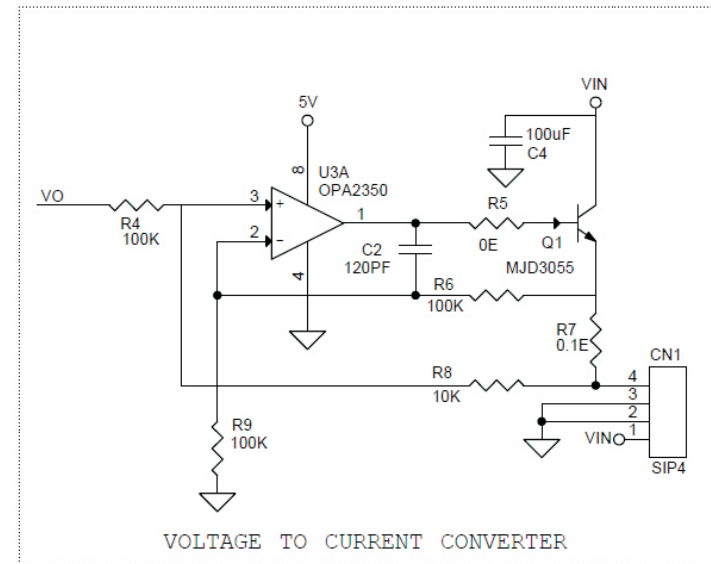 VIN
5V
100uF
C4
8
U3A
OPA2350
VO
R4
100K
3
+
2
−
1
4
C2
120PF
R5
0E
Q1
MJD3055
R6
100K
R7
0.1E
CN1
R8
10K
4
3
2
1
VIN
SIP4
R9
100K
VOLTAGE TO CURRENT CONVERTER